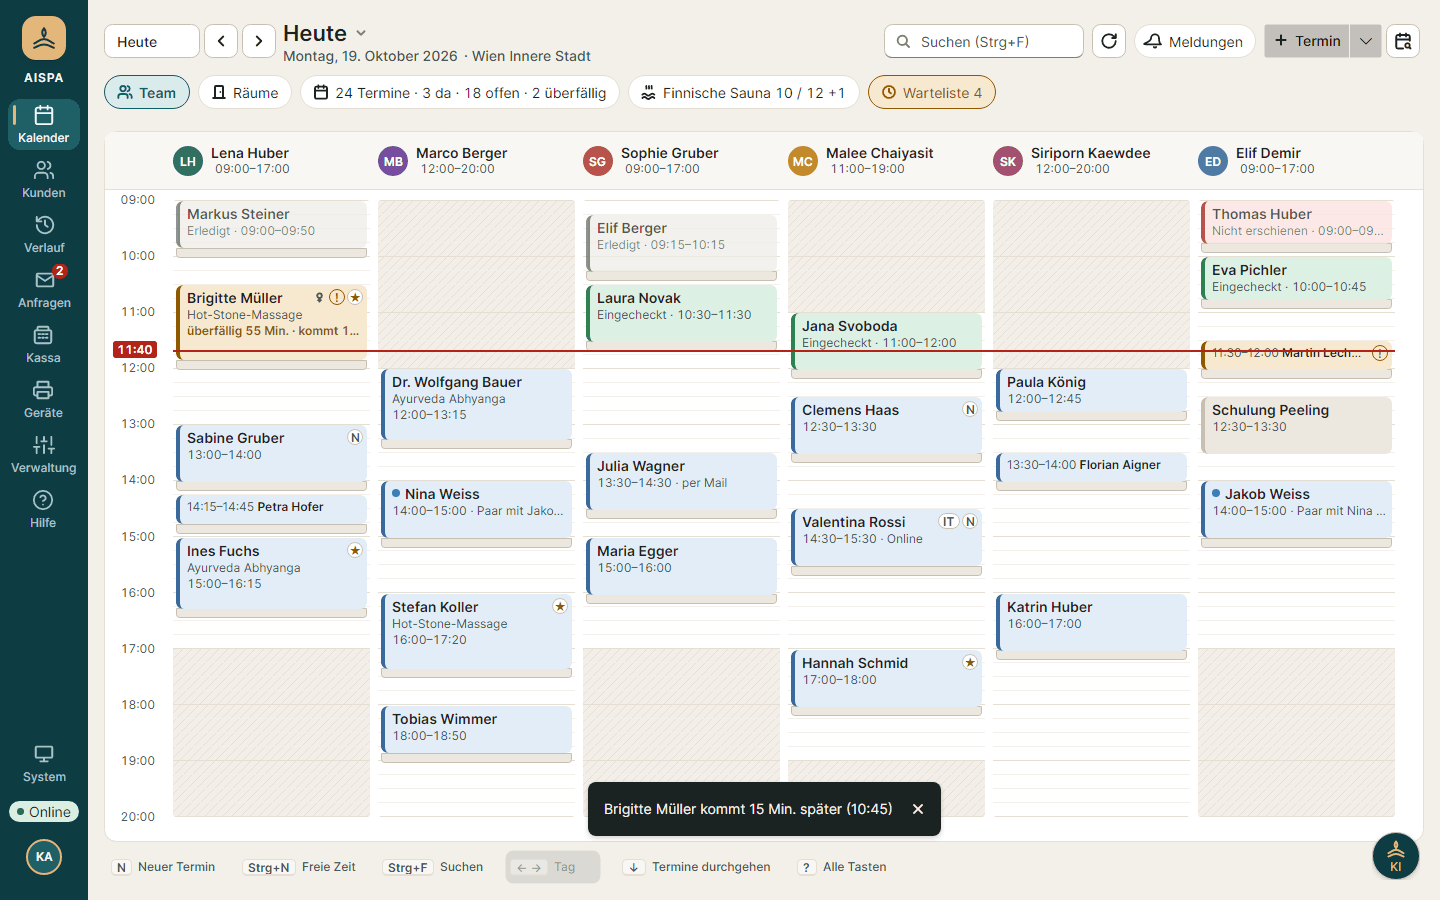 AISPA
Kalender
Kunden
Verlauf
2
Anfragen
Kassa
Geräte
Verwaltung
Hilfe
System
Online
KA
Heute
Heute
Montag, 19. Oktober 2026 · Wien Innere Stadt
Suchen (Strg+F)
Meldungen
+ Termin
Team
Räume
24 Termine · 3 da · 18 offen · 2 überfällig
Finnische Sauna 10 / 12 +1
Warteliste 4
LH
Lena Huber
09:00–17:00
MB
Marco Berger
12:00–20:00
SG
Sophie Gruber
09:00–17:00
MC
Malee Chaiyasit
11:00–19:00
SK
Siriporn Kaewdee
12:00–20:00
ED
Elif Demir
09:00–17:00
09:00
10:00
11:00
11:40
12:00
13:00
14:00
15:00
16:00
17:00
18:00
19:00
20:00
Markus Steiner
Erledigt · 09:00–09:50
Brigitte Müller
Hot-Stone-Massage
überfällig 55 Min. · kommt 1...
Sabine Gruber
N
13:00–14:00
14:15–14:45 Petra Hofer
Ines Fuchs
Ayurveda Abhyanga
15:00–16:15
Dr. Wolfgang Bauer
Ayurveda Abhyanga
12:00–13:15
Nina Weiss
14:00–15:00 · Paar mit Jako...
Stefan Koller
Hot-Stone-Massage
16:00–17:20
Tobias Wimmer
18:00–18:50
Elif Berger
Erledigt · 09:15–10:15
Laura Novak
Eingecheckt · 10:30–11:30
Julia Wagner
13:30–14:30 · per Mail
Maria Egger
15:00–16:00
Jana Svoboda
Eingecheckt · 11:00–12:00
Clemens Haas
N
12:30–13:30
Valentina Rossi
IT
N
14:30–15:30 · Online
Hannah Schmid
17:00–18:00
Paula König
12:00–12:45
13:30–14:00 Florian Aigner
Katrin Huber
16:00–17:00
Thomas Huber
Nicht erschienen · 09:00–09...
Eva Pichler
Eingecheckt · 10:00–10:45
11:30–12:00 Martin Lech...
Schulung Peeling
12:30–13:30
Jakob Weiss
14:00–15:00 · Paar mit Nina ...
Brigitte Müller kommt 15 Min. später (10:45)
N Neuer Termin
Strg+N Freie Zeit
Strg+F Suchen
← → Tag
↓ Termine durchgehen
? Alle Tasten
KI